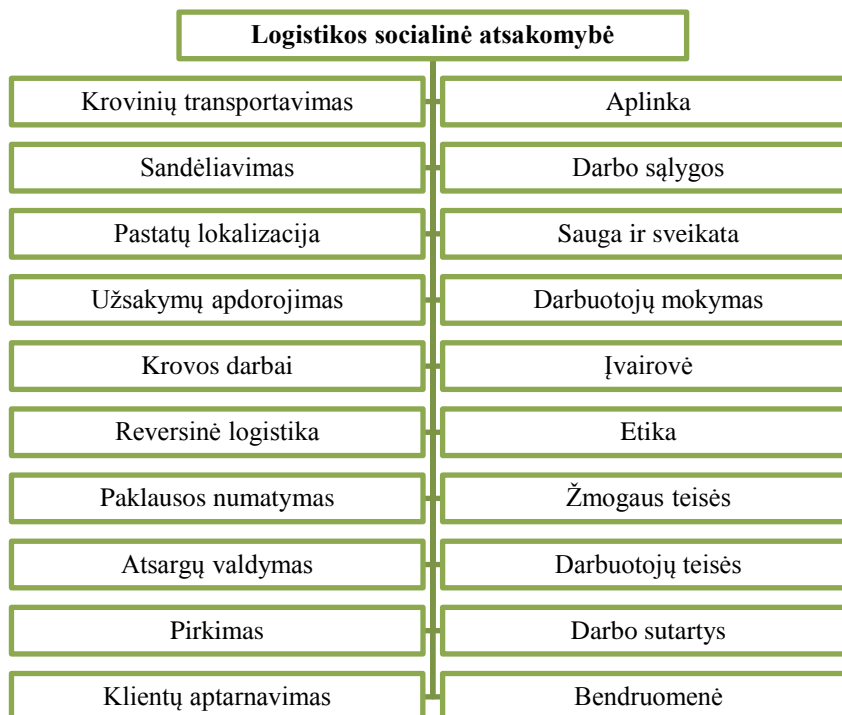 Logistikos socialinė atsakomybė
Krovinių transportavimas
Aplinka
Sandėliavimas
Darbo sąlygos
Pastatų lokalizacija
Sauga ir sveikata
Užsakymų apdorojimas
Darbuotojų mokymas
Krovos darbai
Įvairovė
Reversinė logistika
Etika
Paklausos numatymas
Žmogaus teisės
Atsargų valdymas
Darbuotojų teisės
Pirkimas
Darbo sutartys
Klientų aptarnavimas
Bendruomenė